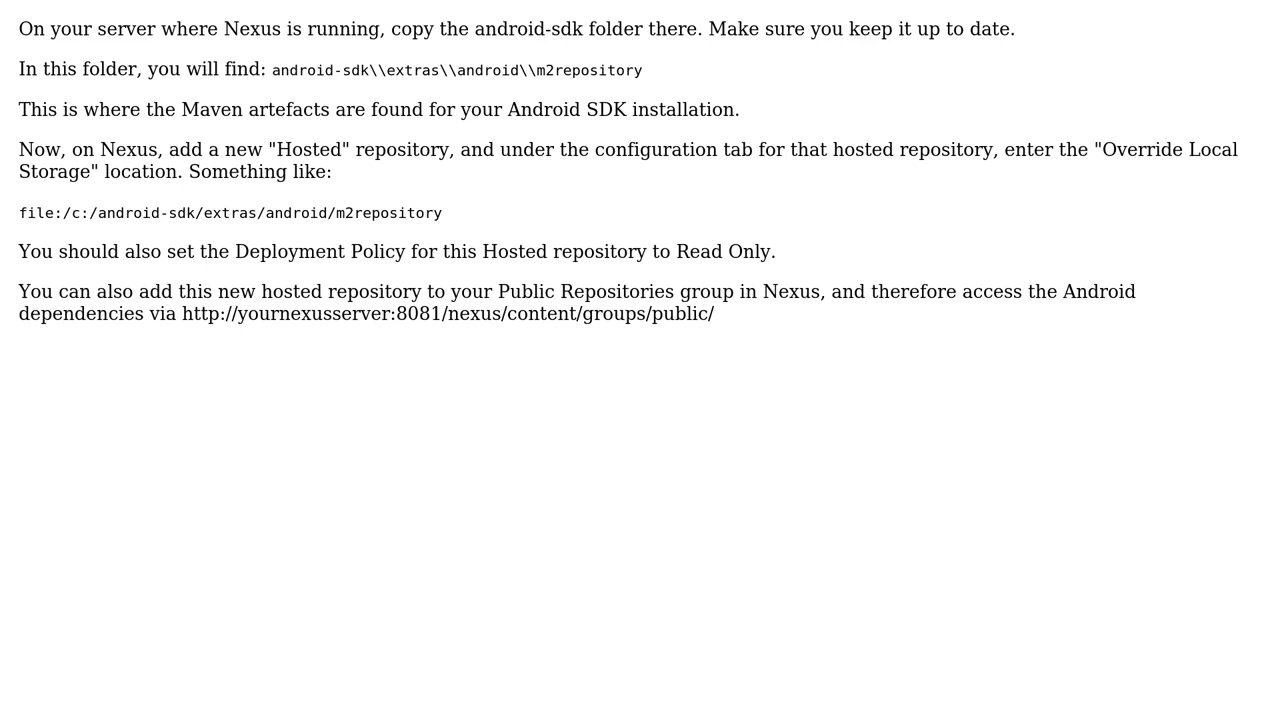 On your server where Nexus is running, copy the android-sdk folder there. Make sure you keep it up to date.
In this folder, you will find: android-sdk\\extras\\android\\m2repository
This is where the Maven artefacts are found for your Android SDK installation.
Now, on Nexus, add a new "Hosted" repository, and under the configuration tab for that hosted repository, enter the "Override Local
Storage" location. Something like:
file:/c:/android-sdk/extras/android/m2repository
You should also set the Deployment Policy for this Hosted repository to Read Only.
You can also add this new hosted repository to your Public Repositories group in Nexus, and therefore access the Android
dependencies via http://yournexusserver:8081/nexus/content/groups/public/